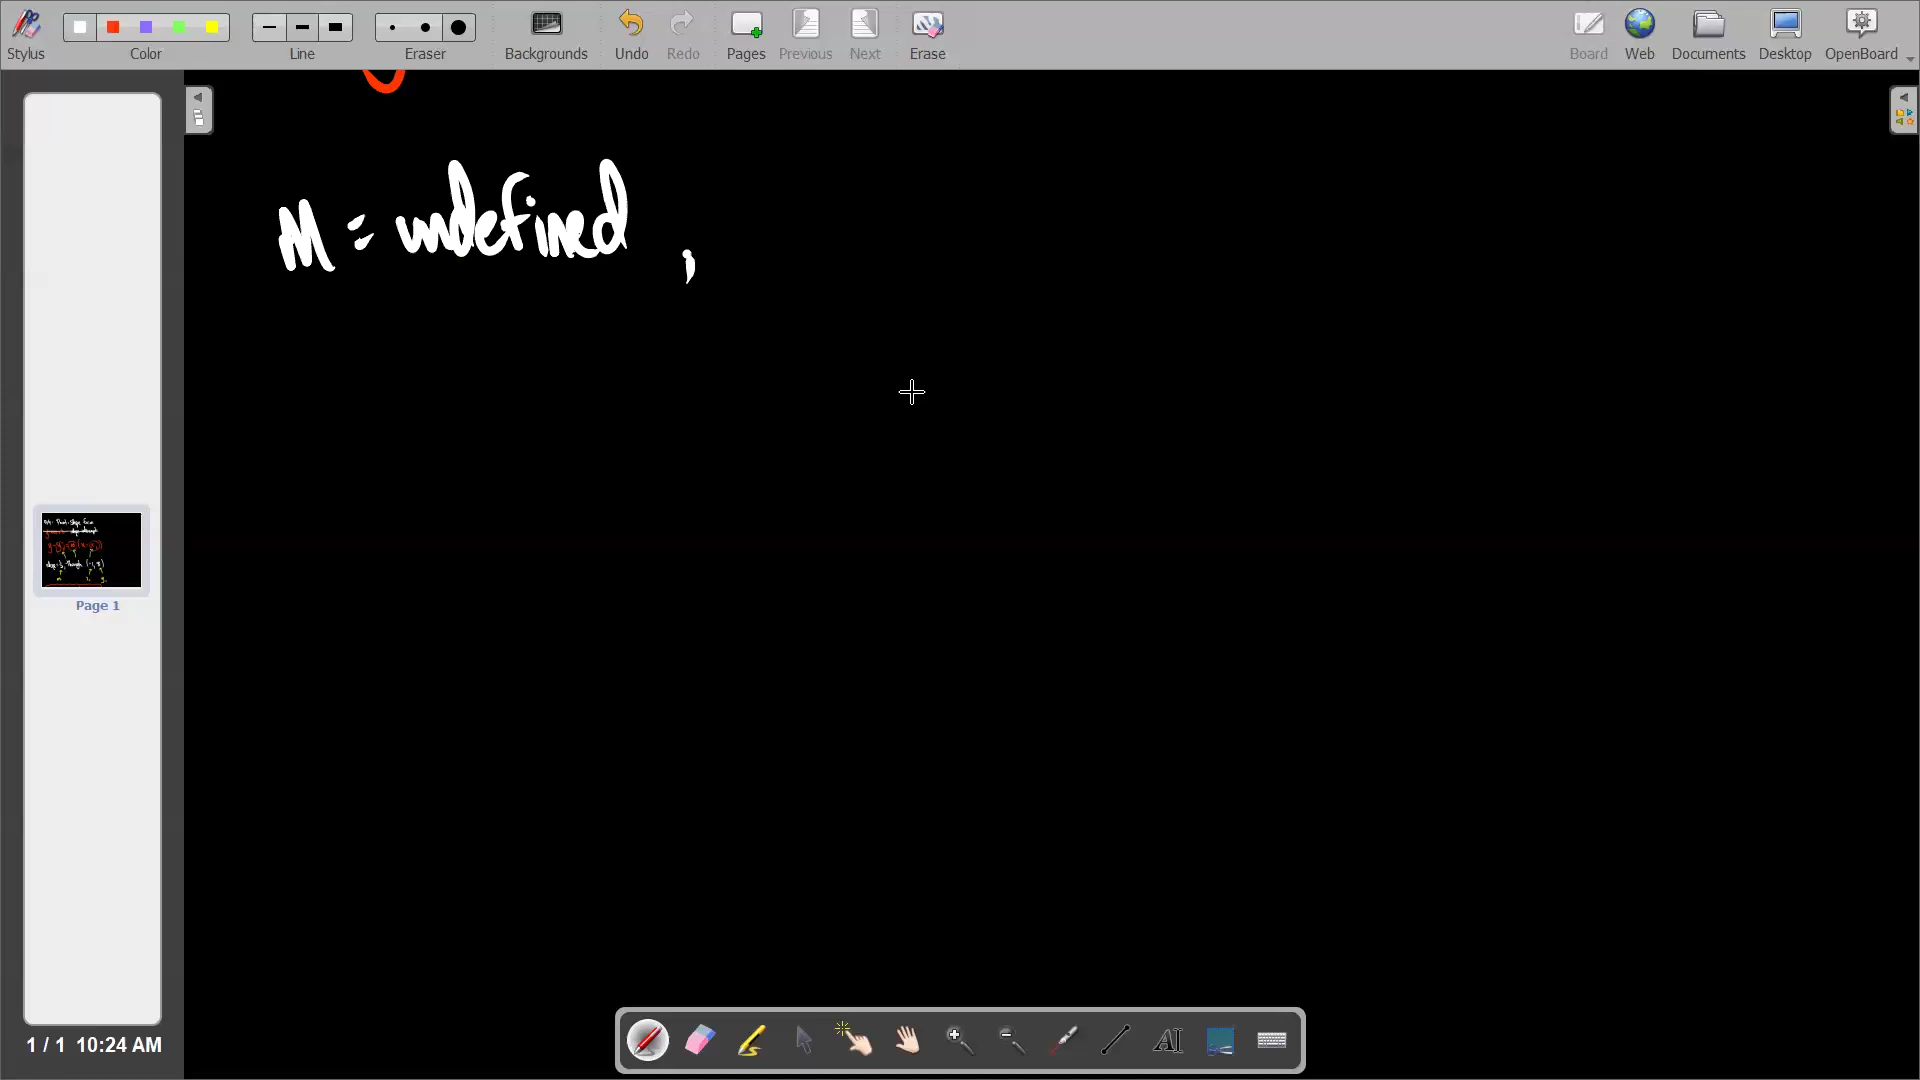 Stylus Color Line Eraser Backgrounds Undo Redo Pages Previous Next Erase Board Web Documents Desktop OpenBoard
M = undefined ,
Page 1
1 / 1 10:24 AM